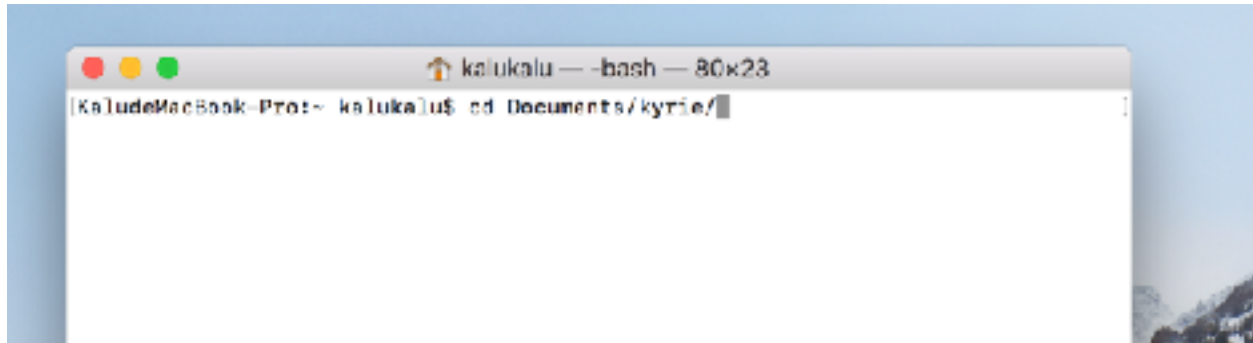 kalukalu — -bash — 80×23
[KaludeMacBook-Pro:~ kalukalu$ cd Documents/kyrie/ ]